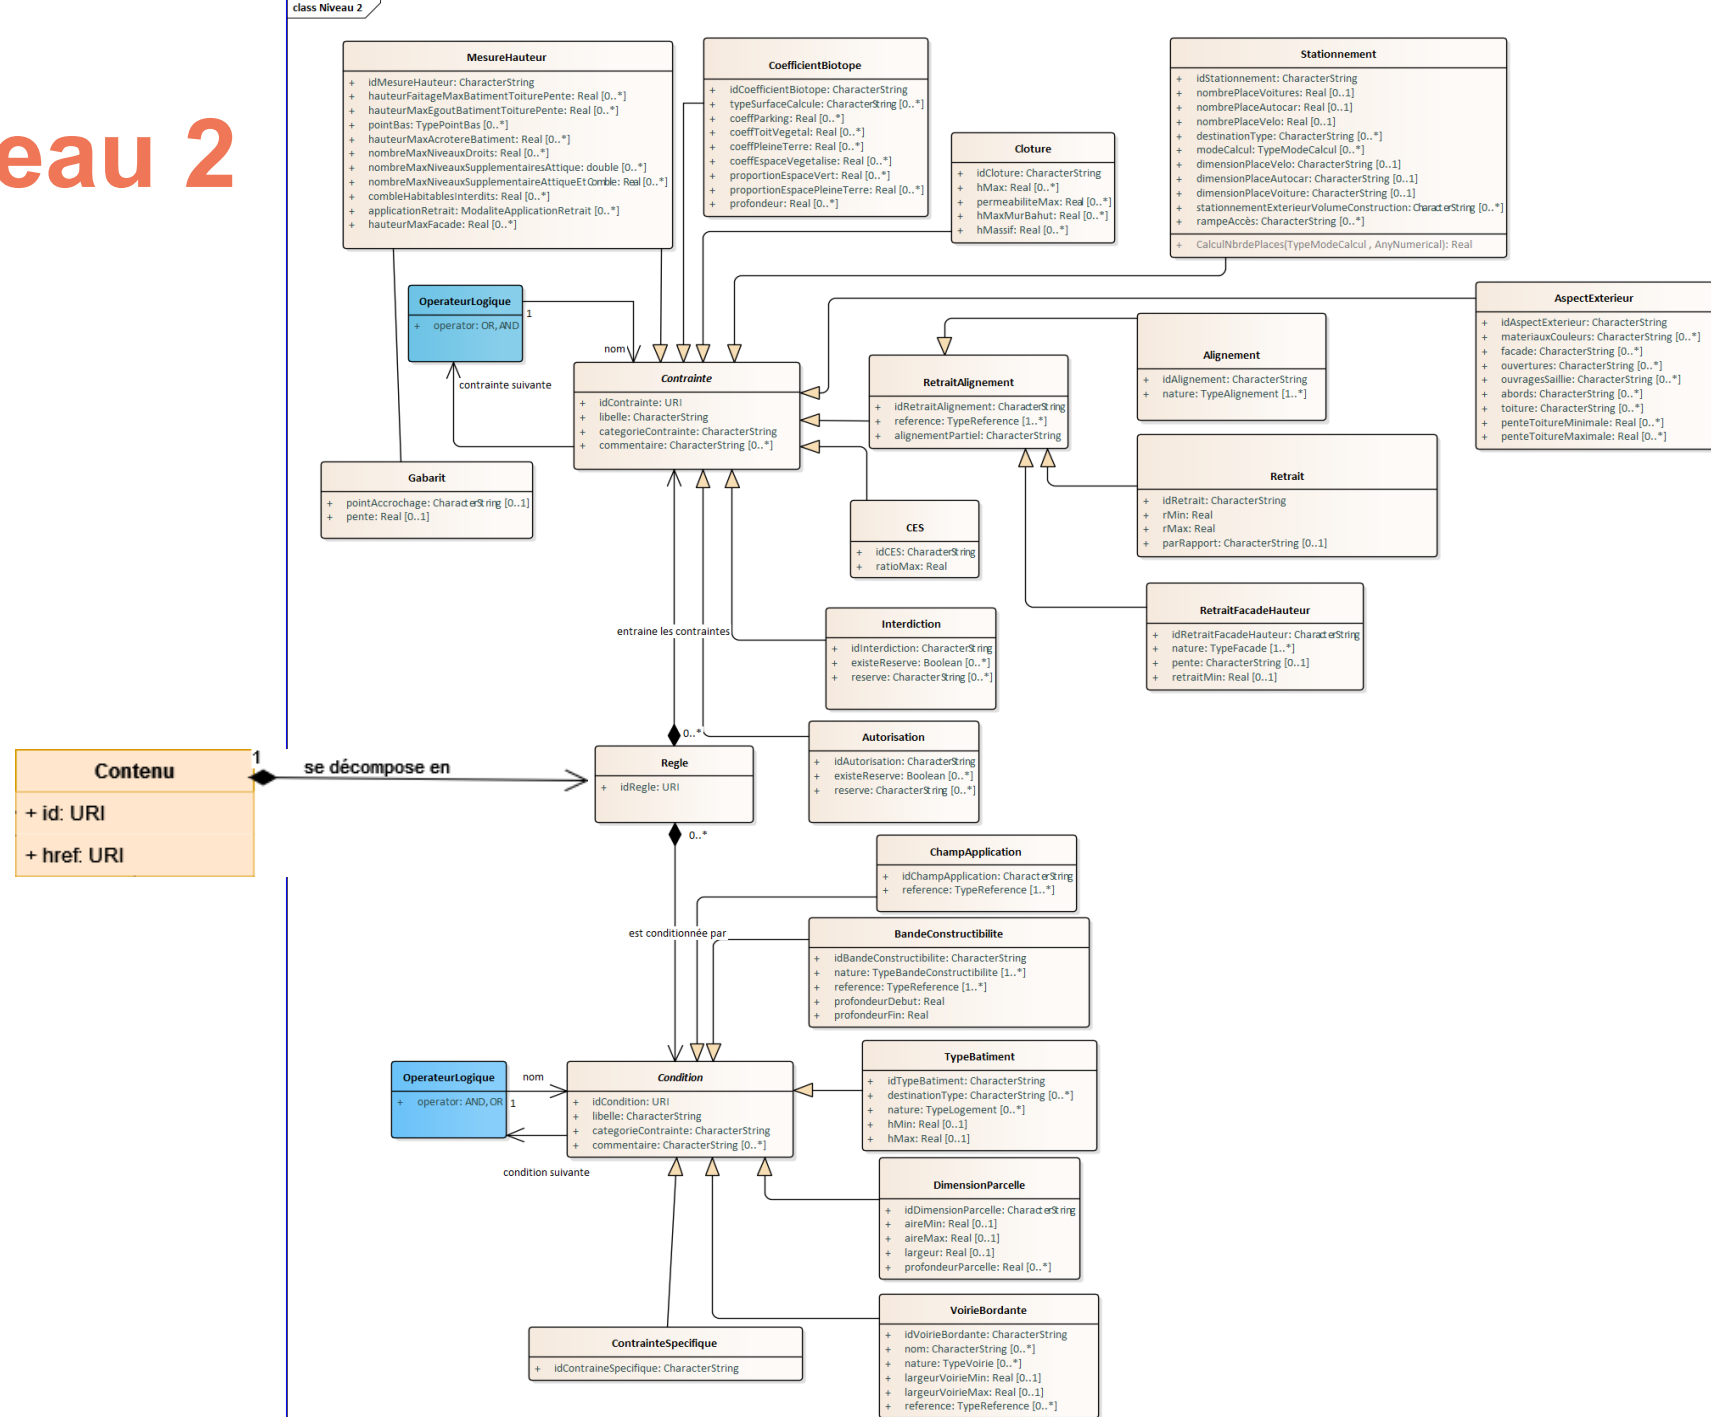 class Niveau 2
eau 2
MesureHauteur
+ idMesureHauteur: CharacterString
+ hauteurFaitageMaxBatimentToiturePente: Real [0..*]
+ hauteurMaxEgoutBatimentToiturePente: Real [0..*]
+ pointBas: TypePointBas [0..*]
+ hauteurMaxAcrotereBatiment: Real [0..*]
+ nombreMaxNiveauxDroits: Real [0..*]
+ nombreMaxNiveauxSupplementairesAttique: double [0..*]
+ nombreMaxNiveauxSupplementaireAttiqueEtComble: Real [0..*]
+ combleHabitablesInterdits: Real [0..*]
+ applicationRetrait: ModaliteApplicationRetrait [0..*]
+ hauteurMaxFacade: Real [0..*]
CoefficientBiotope
+ idCoefficientBiotope: CharacterString
+ typeSurfaceCalcule: CharacterString [0..*]
+ coeffParking: Real [0..*]
+ coeffToitVegetal: Real [0..*]
+ coeffPleineTerre: Real [0..*]
+ coeffEspaceVegetalise: Real [0..*]
+ proportionEspaceVert: Real [0..*]
+ proportionEspacePleineTerre: Real [0..*]
+ profondeur: Real [0..*]
Cloture
+ idCloture: CharacterString
+ hMax: Real [0..*]
+ permeabiliteMax: Real [0..*]
+ hMaxMurBahut: Real [0..*]
+ hMassif: Real [0..*]
Stationnement
+ idStationnement: CharacterString
+ nombrePlaceVoitures: Real [0..1]
+ nombrePlaceAutocar: Real [0..1]
+ nombrePlaceVelo: Real [0..1]
+ destinationType: CharacterString [0..*]
+ modeCalcul: TypeModeCalcul [0..*]
+ dimensionPlaceVelo: CharacterString [0..1]
+ dimensionPlaceAutocar: CharacterString [0..1]
+ dimensionPlaceVoiture: CharacterString [0..1]
+ stationnementExterieurVolumeConstruction: CharacterString [0..*]
+ rampeAccès: CharacterString [0..*]
+ CalculNbrdePlaces(TypeModeCalcul , AnyNumerical): Real
OperateurLogique
+ operator: OR,AND
1
nom
contrainte suivante
Contrainte
+ idContrainte: URI
+ libelle: CharacterString
+ categorieContrainte: CharacterString
+ commentaire: CharacterString [0..*]
RetraitAlignement
+ idRetraitAlignement: CharacterString
+ reference: TypeReference [1..*]
+ alignementPartiel: CharacterString
Alignement
+ idAlignement: CharacterString
+ nature: TypeAlignement [1..*]
AspectExterieur
+ idAspectExterieur: CharacterString
+ materiauxCouleurs: CharacterString [0..*]
+ facade: CharacterString [0..*]
+ ouvertures: CharacterString [0..*]
+ ouvragesSaillie: CharacterString [0..*]
+ abords: CharacterString [0..*]
+ toiture: CharacterString [0..*]
+ penteToitureMinimale: Real [0..*]
+ penteToitureMaximale: Real [0..*]
Gabarit
+ pointAccrochage: CharacterString [0..1]
+ pente: Real [0..1]
Retrait
+ idRetrait: CharacterString
+ rMin: Real
+ rMax: Real
+ parRapport: CharacterString [0..1]
CES
+ idCES: CharacterString
+ ratioMax: Real
RetraitFacadeHauteur
+ idRetraitFacadeHauteur: CharacterString
+ nature: TypeFacade [1..*]
+ pente: CharacterString [0..1]
+ retraitMin: Real [0..1]
entraine les contraintes
Interdiction
+ idInterdiction: CharacterString
+ existeReserve: Boolean [0..*]
+ reserve: CharacterString [0..*]
0..*
Autorisation
+ idAutorisation: CharacterString
+ existeReserve: Boolean [0..*]
+ reserve: CharacterString [0..*]
Contenu
+ id: URI
+ href: URI
1
se décompose en
Regle
+ idRegle: URI
0..*
ChampApplication
+ idChampApplication: CharacterString
+ reference: TypeReference [1..*]
est conditionnée par
BandeConstructibilite
+ idBandeConstructibilite: CharacterString
+ nature: TypeBandeConstructibilite [1..*]
+ reference: TypeReference [1..*]
+ profondeurDebut: Real
+ profondeurFin: Real
OperateurLogique
+ operator: AND,OR
nom
1
condition suivante
Condition
+ idCondition: URI
+ libelle: CharacterString
+ categorieContrainte: CharacterString
+ commentaire: CharacterString [0..*]
TypeBatiment
+ idTypeBatiment: CharacterString
+ destinationType: CharacterString [0..*]
+ nature: TypeLogement [0..*]
+ hMin: Real [0..1]
+ hMax: Real [0..1]
DimensionParcelle
+ idDimensionParcelle: CharacterString
+ aireMin: Real [0..1]
+ aireMax: Real [0..1]
+ largeur: Real [0..1]
+ profondeurParcelle: Real [0..*]
ContrainteSpecifique
+ idContraineSpecifique: CharacterString
VoirieBordante
+ idVoirieBordante: CharacterString
+ nom: CharacterString [0..*]
+ nature: TypeVoirie [0..*]
+ largeurVoirieMin: Real [0..1]
+ largeurVoirieMax: Real [0..1]
+ reference: TypeReference [0..*]